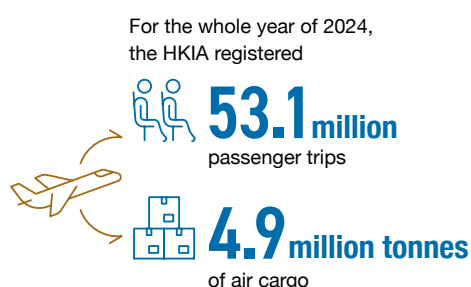 For the whole year of 2024,
the HKIA registered
53.1 million
passenger trips
4.9 million tonnes
of air cargo